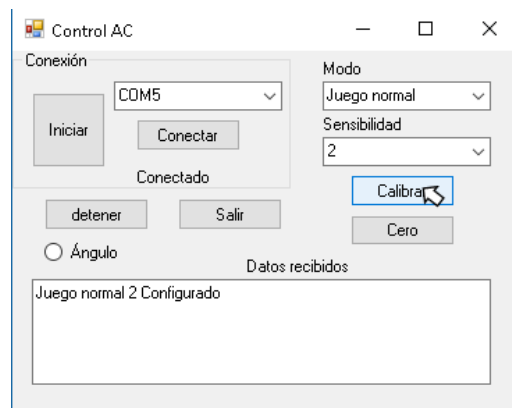 Control AC
Conexión
Modo
COM5
Juego normal
Iniciar
Conectar
Sensibilidad
2
Conectado
Calibrar
detener
Salir
Cero
Ángulo
Datos recibidos
Juego normal 2 Configurado